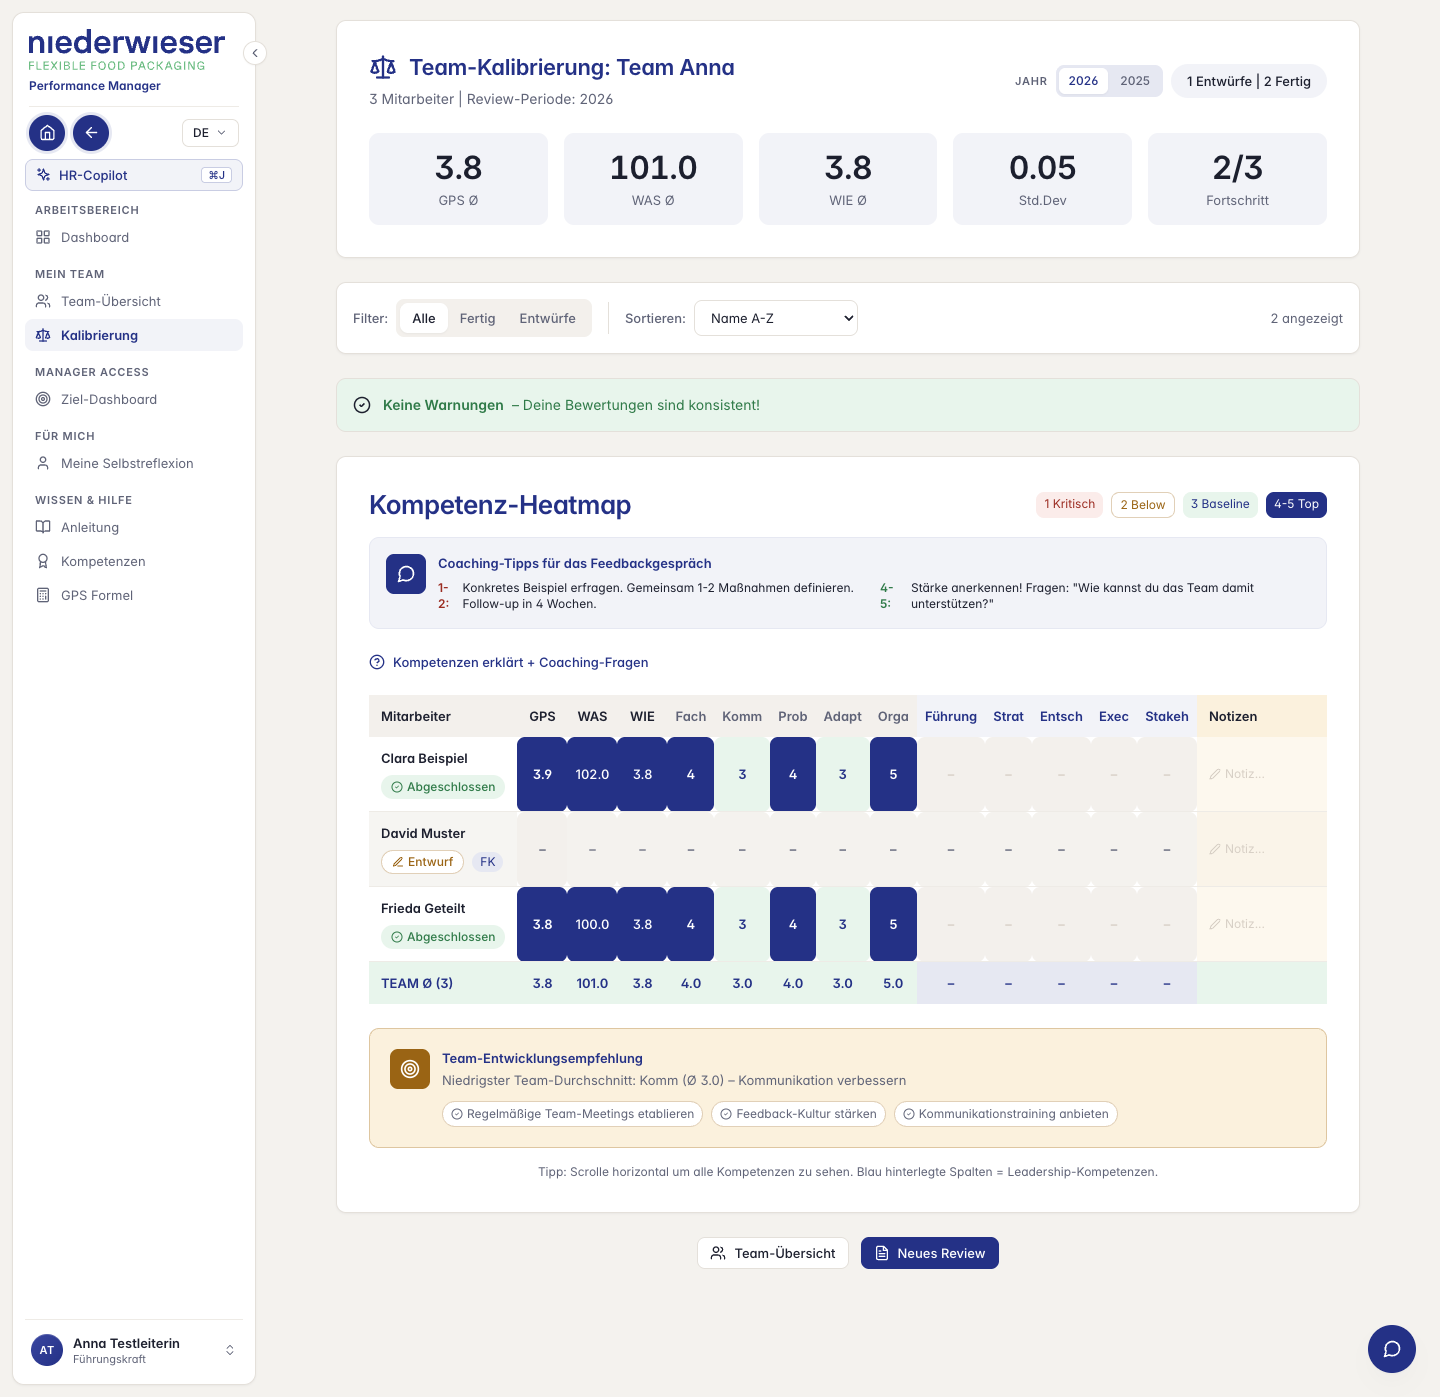 niederwieser
FLEXIBLE FOOD PACKAGING
Performance Manager
DE
HR-Copilot
⌘J
ARBEITSBEREICH
Dashboard
MEIN TEAM
Team-Übersicht
Kalibrierung
MANAGER ACCESS
Ziel-Dashboard
FÜR MICH
Meine Selbstreflexion
WISSEN & HILFE
Anleitung
Kompetenzen
GPS Formel
AT
Anna Testleiterin
Führungskraft
Team-Kalibrierung: Team Anna
3 Mitarbeiter | Review-Periode: 2026
JAHR 2026 2025 1 Entwürfe | 2 Fertig
3.8 101.0 3.8 0.05 2/3
GPS Ø WAS Ø WIE Ø Std.Dev Fortschritt
Filter: Alle Fertig Entwürfe Sortieren: Name A-Z 2 angezeigt
Keine Warnungen – Deine Bewertungen sind konsistent!
Kompetenz-Heatmap
1 Kritisch 2 Below 3 Baseline 4-5 Top
Coaching-Tipps für das Feedbackgespräch
1-2: Konkretes Beispiel erfragen. Gemeinsam 1-2 Maßnahmen definieren.
Follow-up in 4 Wochen.
4-5: Stärke anerkennen! Fragen: "Wie kannst du das Team damit
unterstützen?"
Kompetenzen erklärt + Coaching-Fragen
Mitarbeiter GPS WAS WIE Fach Komm Prob Adapt Orga Führung Strat Entsch Exec Stakeh Notizen
Clara Beispiel
Abgeschlossen
3.9 102.0 3.8 4 3 4 3 5 – – – – – Notiz...
David Muster
Entwurf FK
– – – – – – – – – – – – – Notiz...
Frieda Geteilt
Abgeschlossen
3.8 100.0 3.8 4 3 4 3 5 – – – – – Notiz...
TEAM Ø (3) 3.8 101.0 3.8 4.0 3.0 4.0 3.0 5.0 – – – – –
Team-Entwicklungsempfehlung
Niedrigster Team-Durchschnitt: Komm (Ø 3.0) – Kommunikation verbessern
Regelmäßige Team-Meetings etablieren Feedback-Kultur stärken Kommunikationstraining anbieten
Tipp: Scrolle horizontal um alle Kompetenzen zu sehen. Blau hinterlegte Spalten = Leadership-Kompetenzen.
Team-Übersicht Neues Review